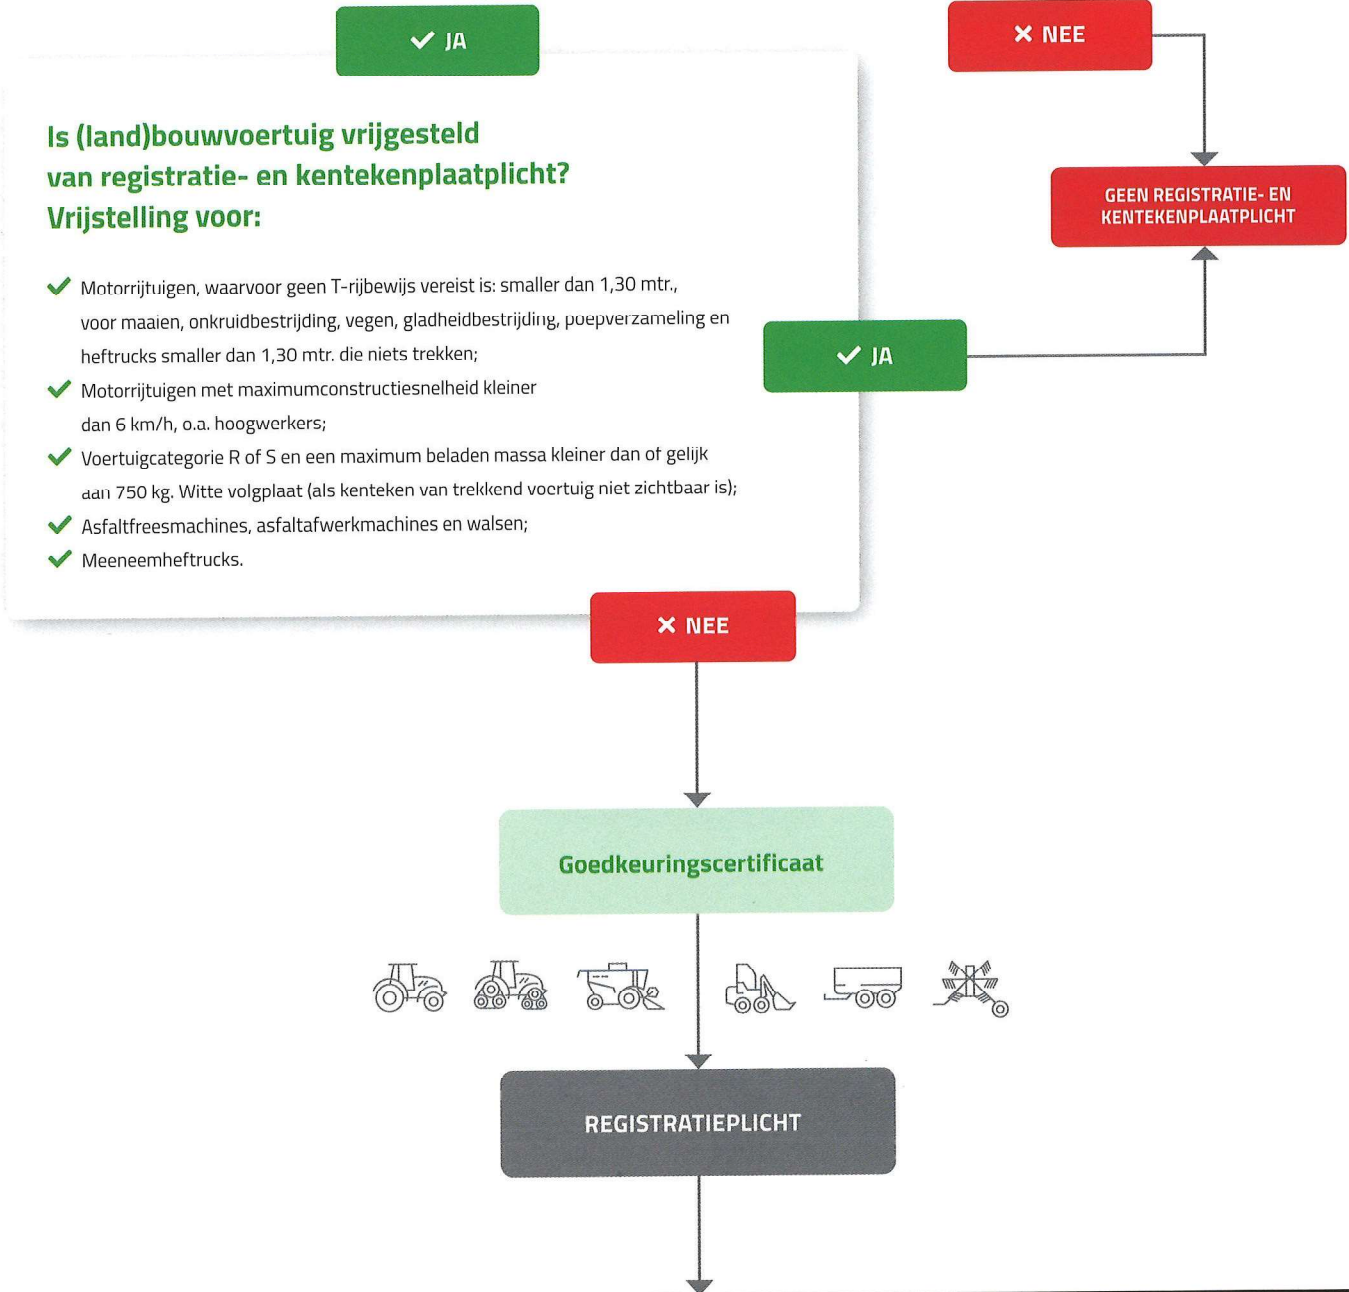 JA
NEE
Is (land)bouwvoertuig vrijgesteld
van registratie- en kentekenplaatplicht?
Vrijstelling voor:
GEEN REGISTRATIE- EN
KENTEKENPLAATPLICHT
Motorrijtuigen, waarvoor geen T-rijbewijs vereist is: smaller dan 1,30 mtr.,
voor maaien, onkruidbestrijding, vegen, gladheidbestrijding, poepverzameling en
heftrucks smaller dan 1,30 mtr. die niets trekken;
JA
Motorrijtuigen met maximumconstructiesnelheid kleiner
dan 6 km/h, o.a. hoogwerkers;
Voertuigcategorie R of S en een maximum beladen massa kleiner dan of gelijk
aan 750 kg. Witte volgplaat (als kenteken van trekkend voertuig niet zichtbaar is);
Asfaltfreesmachines, asfaltafwerkmachines en walsen;
Meeneemheftrucks.
NEE
Goedkeuringscertificaat
REGISTRATIEPLICHT